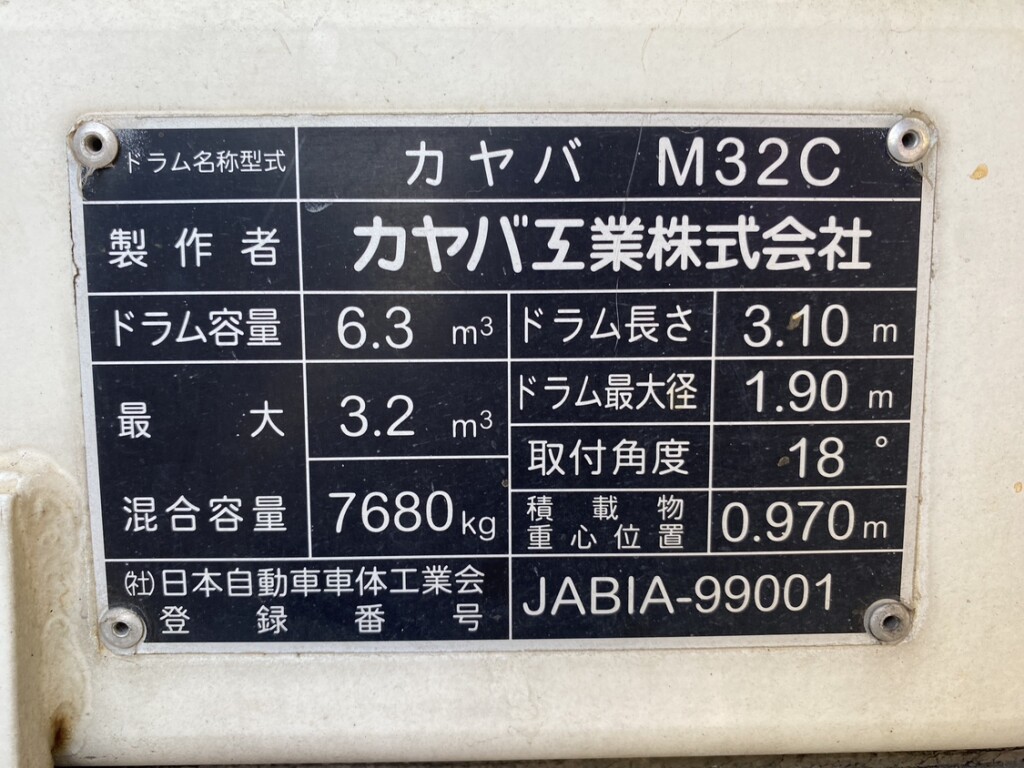 ドラム名称型式 カヤバ M32C
製作者 カヤバ工業株式会社
ドラム容量 6.3 m³ ドラム長さ 3.10 m
最大混合容量 3.2 m³ 7680 kg
ドラム最大径 1.90 m
取付角度 18°
積載物重心位置 0.970 m
(社)日本自動車車体工業会
登録番号 JABIA-99001